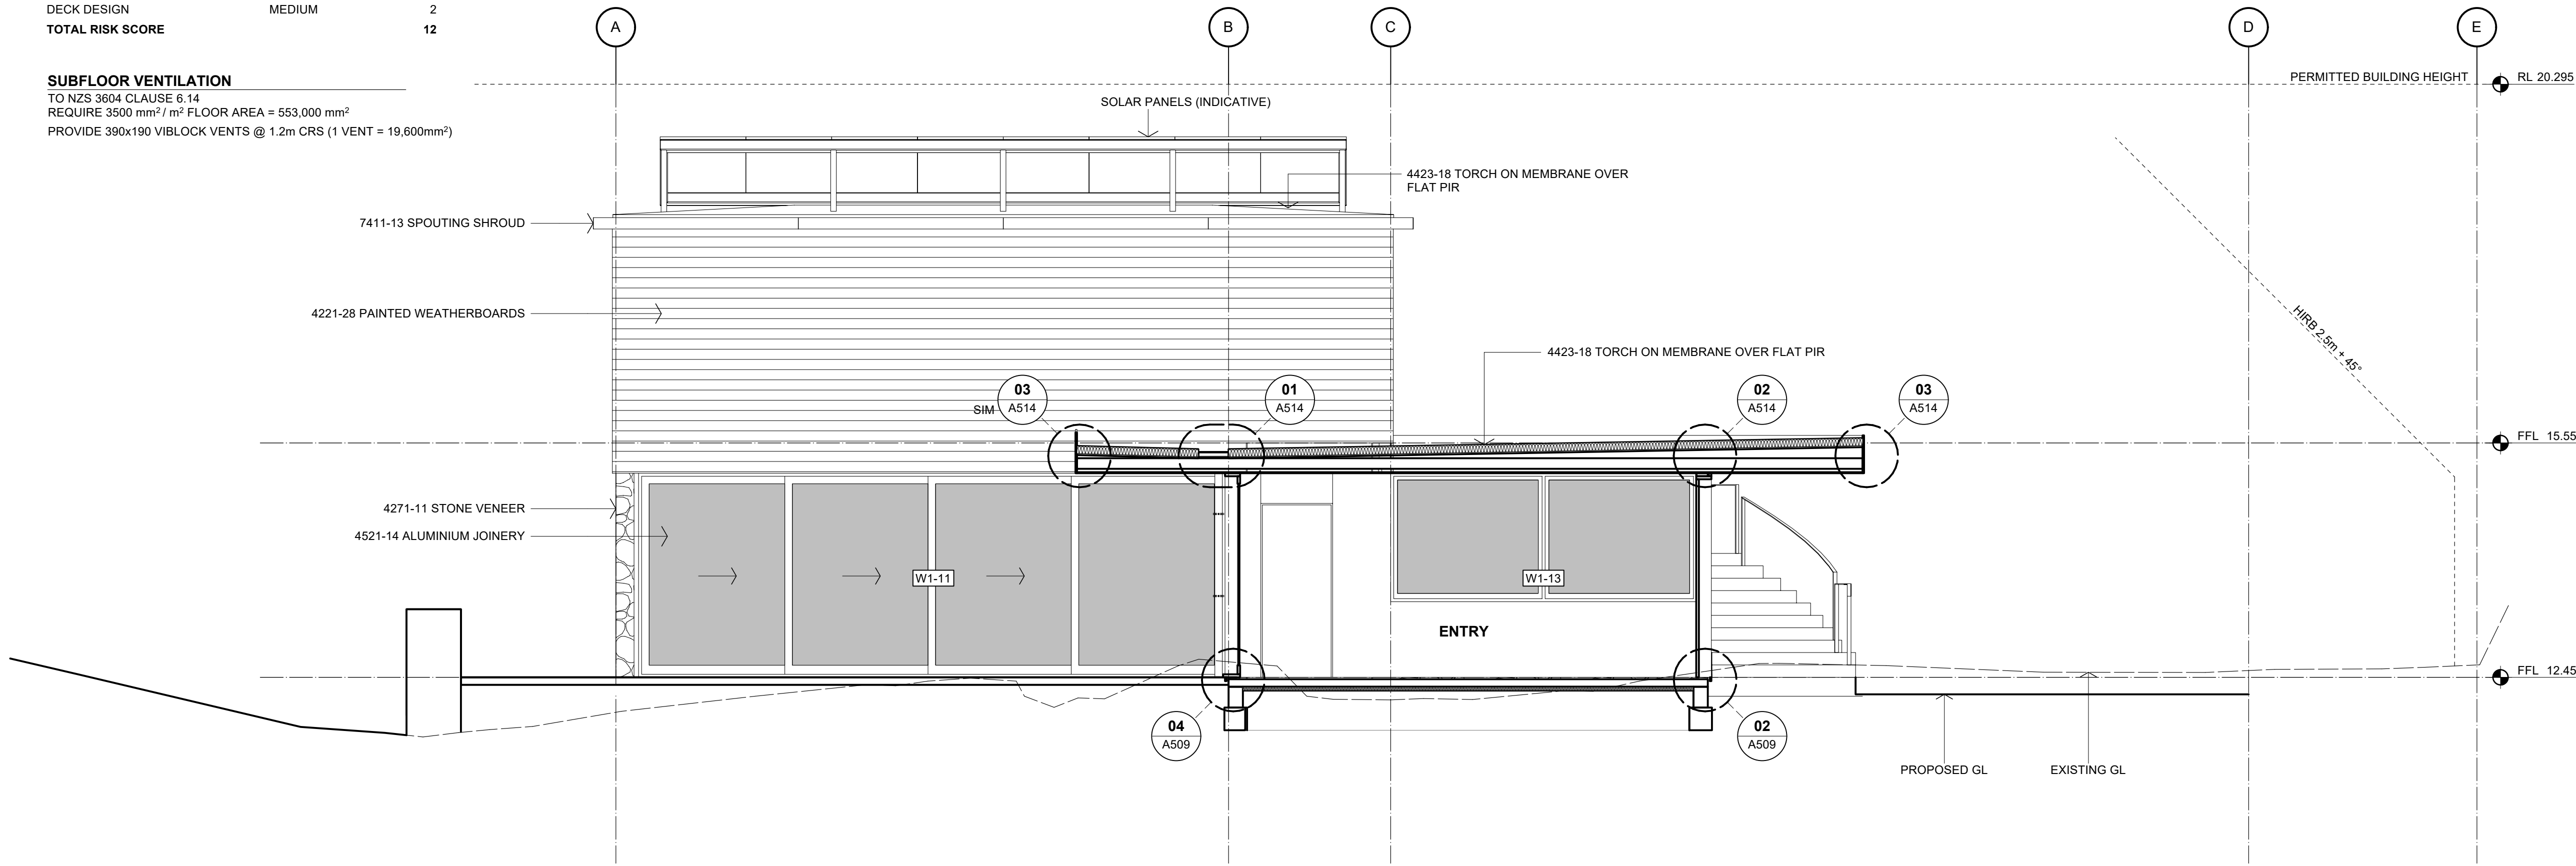 DECK DESIGN MEDIUM 2
TOTAL RISK SCORE 12
SUBFLOOR VENTILATION
TO NZS 3604 CLAUSE 6.14
REQUIRE 3500 mm² / m² FLOOR AREA = 553,000 mm²
PROVIDE 390x190 VIBLOCK VENTS @ 1.2m CRS (1 VENT = 19,600mm²)
A
B
C
D
E
PERMITTED BUILDING HEIGHT
RL 20.295
SOLAR PANELS (INDICATIVE)
4423-18 TORCH ON MEMBRANE OVER
FLAT PIR
7411-13 SPOUTING SHROUD
4221-28 PAINTED WEATHERBOARDS
HIRB 2.5m + 45°
4423-18 TORCH ON MEMBRANE OVER FLAT PIR
SIM
03
A514
01
A514
02
A514
03
A514
FFL 15.55
4271-11 STONE VENEER
4521-14 ALUMINIUM JOINERY
W1-11
W1-13
ENTRY
FFL 12.45
04
A509
02
A509
PROPOSED GL
EXISTING GL